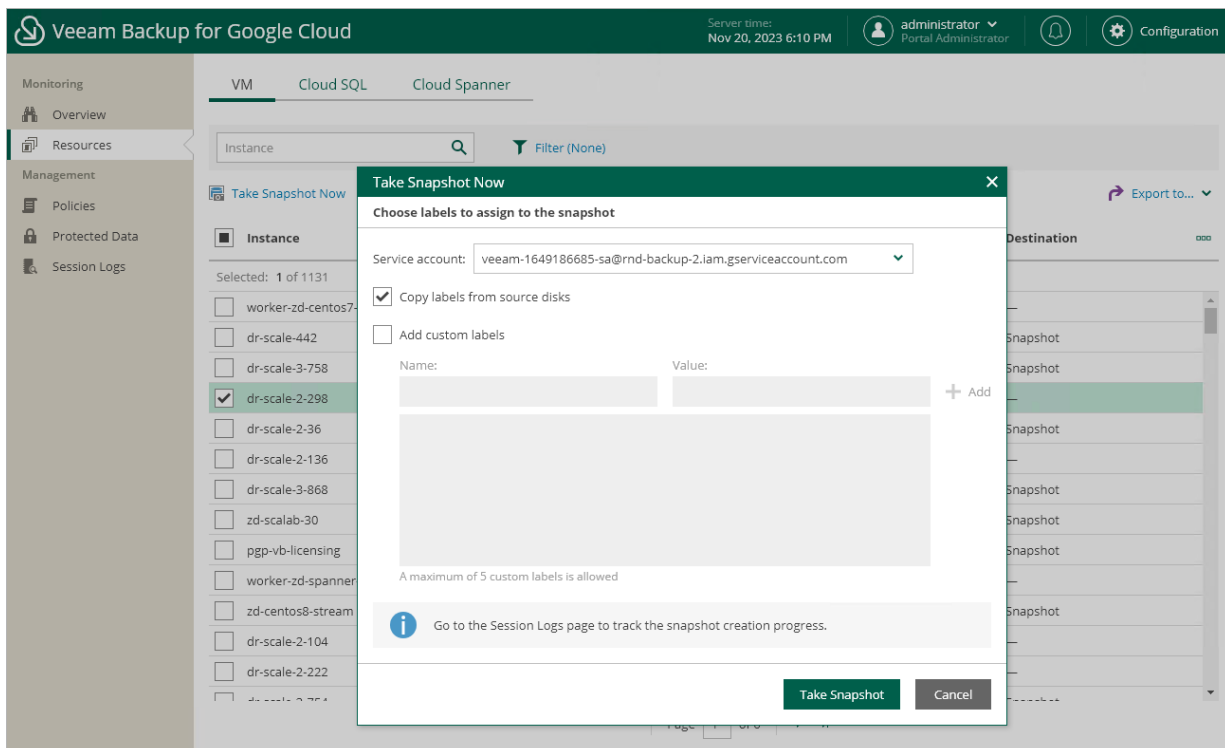 Veeam Backup for Google Cloud
Server time:
Nov 20, 2023 6:10 PM
administrator
Portal Administrator
Configuration
Monitoring
Overview
Resources
Management
Policies
Protected Data
Session Logs
VM Cloud SQL Cloud Spanner
Instance
Filter (None)
Take Snapshot Now
Export to...
Instance
Destination
Selected: 1 of 1131
worker-zd-centos7- —
dr-scale-442 Snapshot
dr-scale-3-758 Snapshot
dr-scale-2-298 —
dr-scale-2-36 Snapshot
dr-scale-2-136 —
dr-scale-3-868 Snapshot
zd-scalab-30 Snapshot
pgp-vb-licensing Snapshot
worker-zd-spanner- —
zd-centos8-stream Snapshot
dr-scale-2-104 —
dr-scale-2-222 —
Take Snapshot Now
Choose labels to assign to the snapshot
Service account: veeam-1649186685-sa@rnd-backup-2.iam.gserviceaccount.com
Copy labels from source disks
Add custom labels
Name: Value:
+ Add
A maximum of 5 custom labels is allowed
Go to the Session Logs page to track the snapshot creation progress.
Take Snapshot Cancel